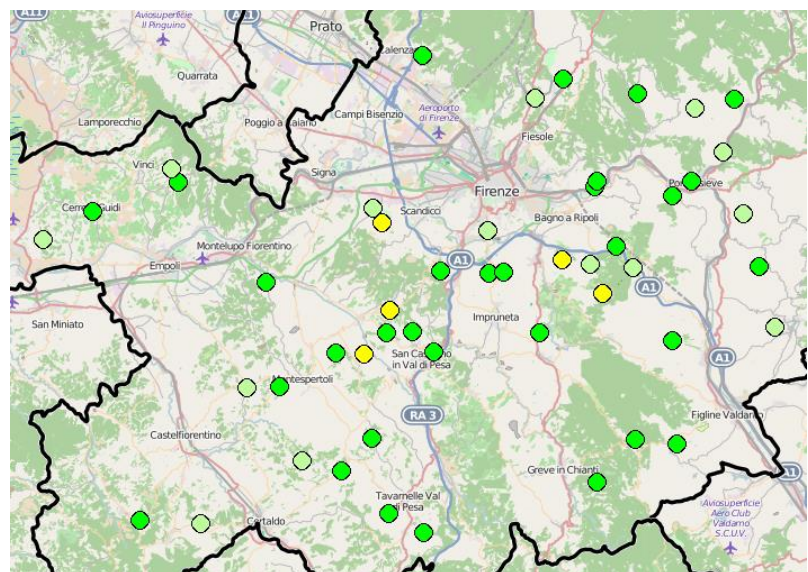 A11
Aviosuperficie
Il Pinguino
A11
Prato
Calenzano
Quarrata
Lamporecchio
Poggio a Caiano
Campi Bisenzio
Aeroporto
di Firenze
Fiesole
Vinci
Signa
Firenze
Pontassieve
Cerreto Guidi
Scandicci
Bagno a Ripoli
Montelupo Fiorentino
Empoli
A1
A1
San Miniato
Impruneta
San Casciano
in Val di Pesa
A1
Montespertoli
RA 3
Figline Valdarno
Castelfiorentino
Greve in Chianti
A1
Tavarnelle Val
di Pesa
Certaldo
Aviosuperficie
Aero Club
Valdarno
S.C.U.V.